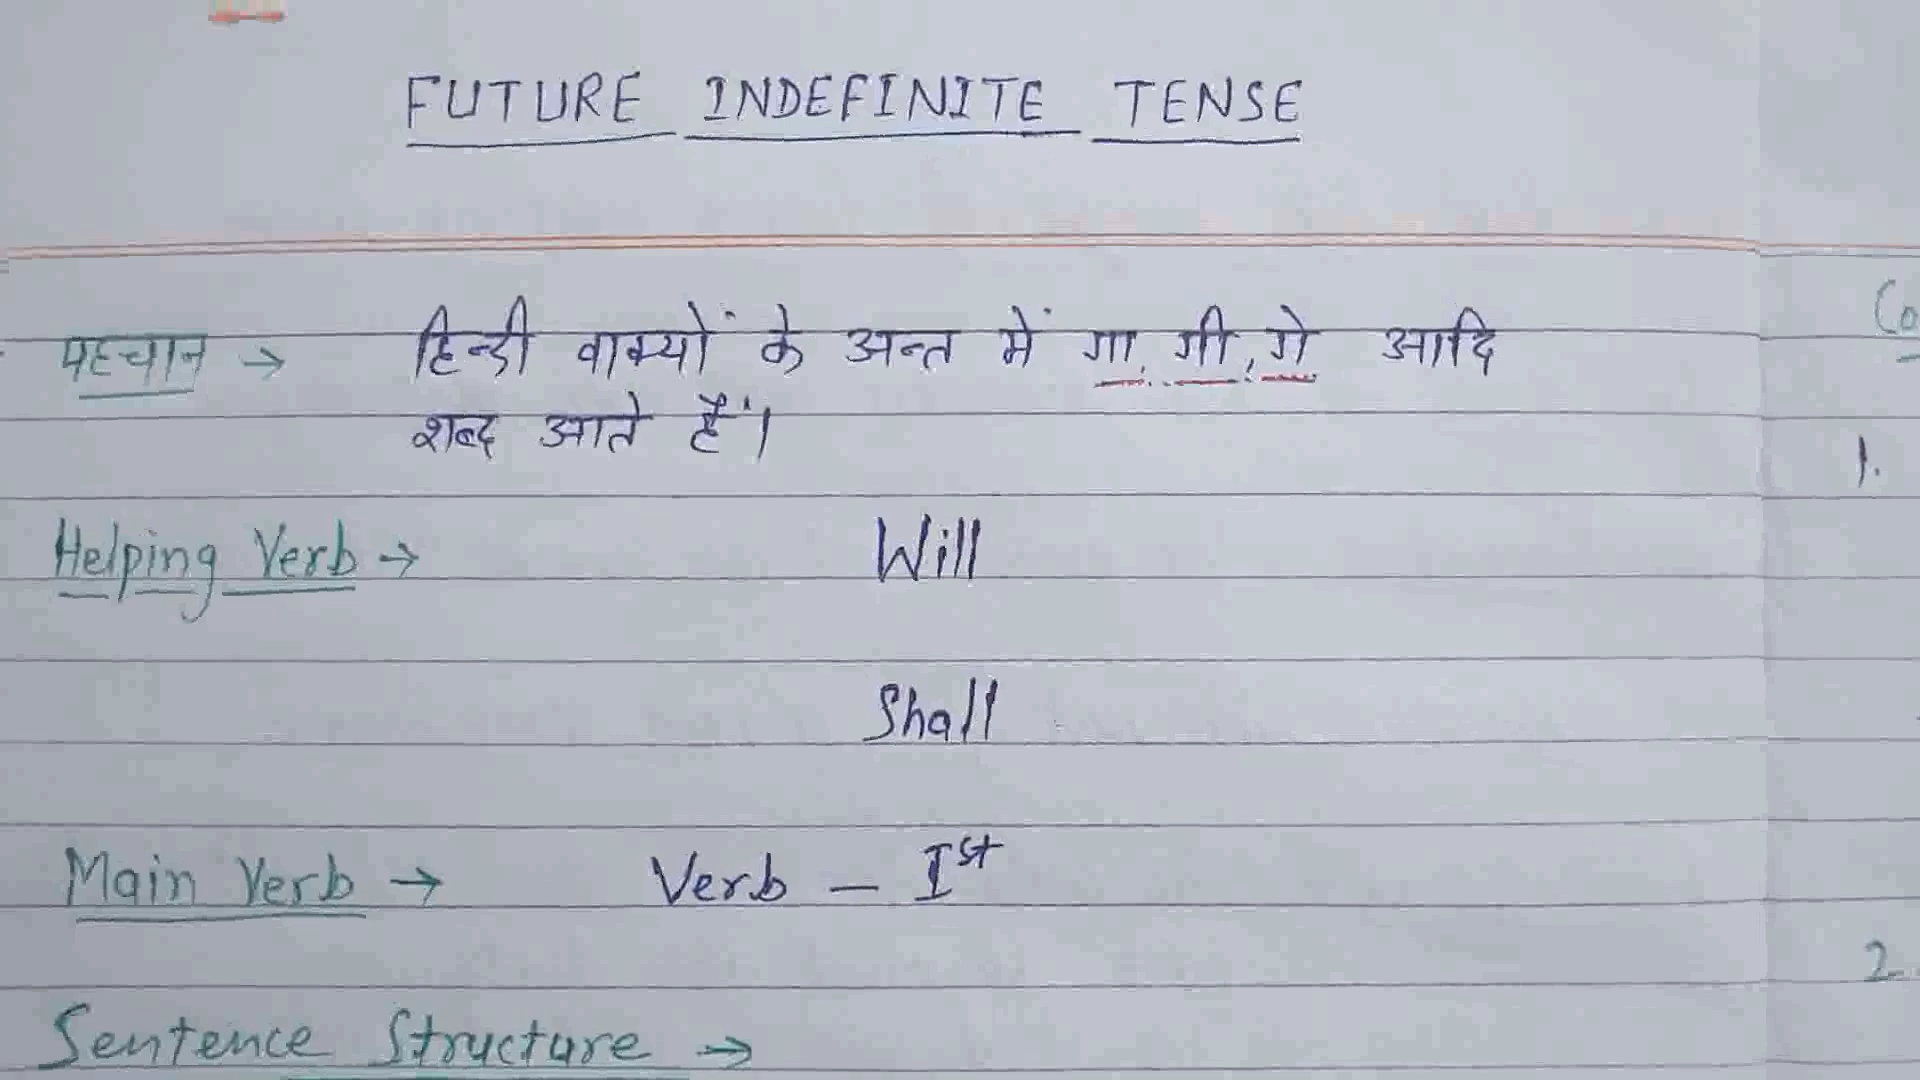 FUTURE INDEFINITE TENSE
पहचान → हिन्दी वाक्यों के अन्त में गा, गी, गे आदि
शब्द आते हैं।
Helping Verb → Will
Shall
Main Verb → Verb – Ist
Sentence Structure →
1.
2.